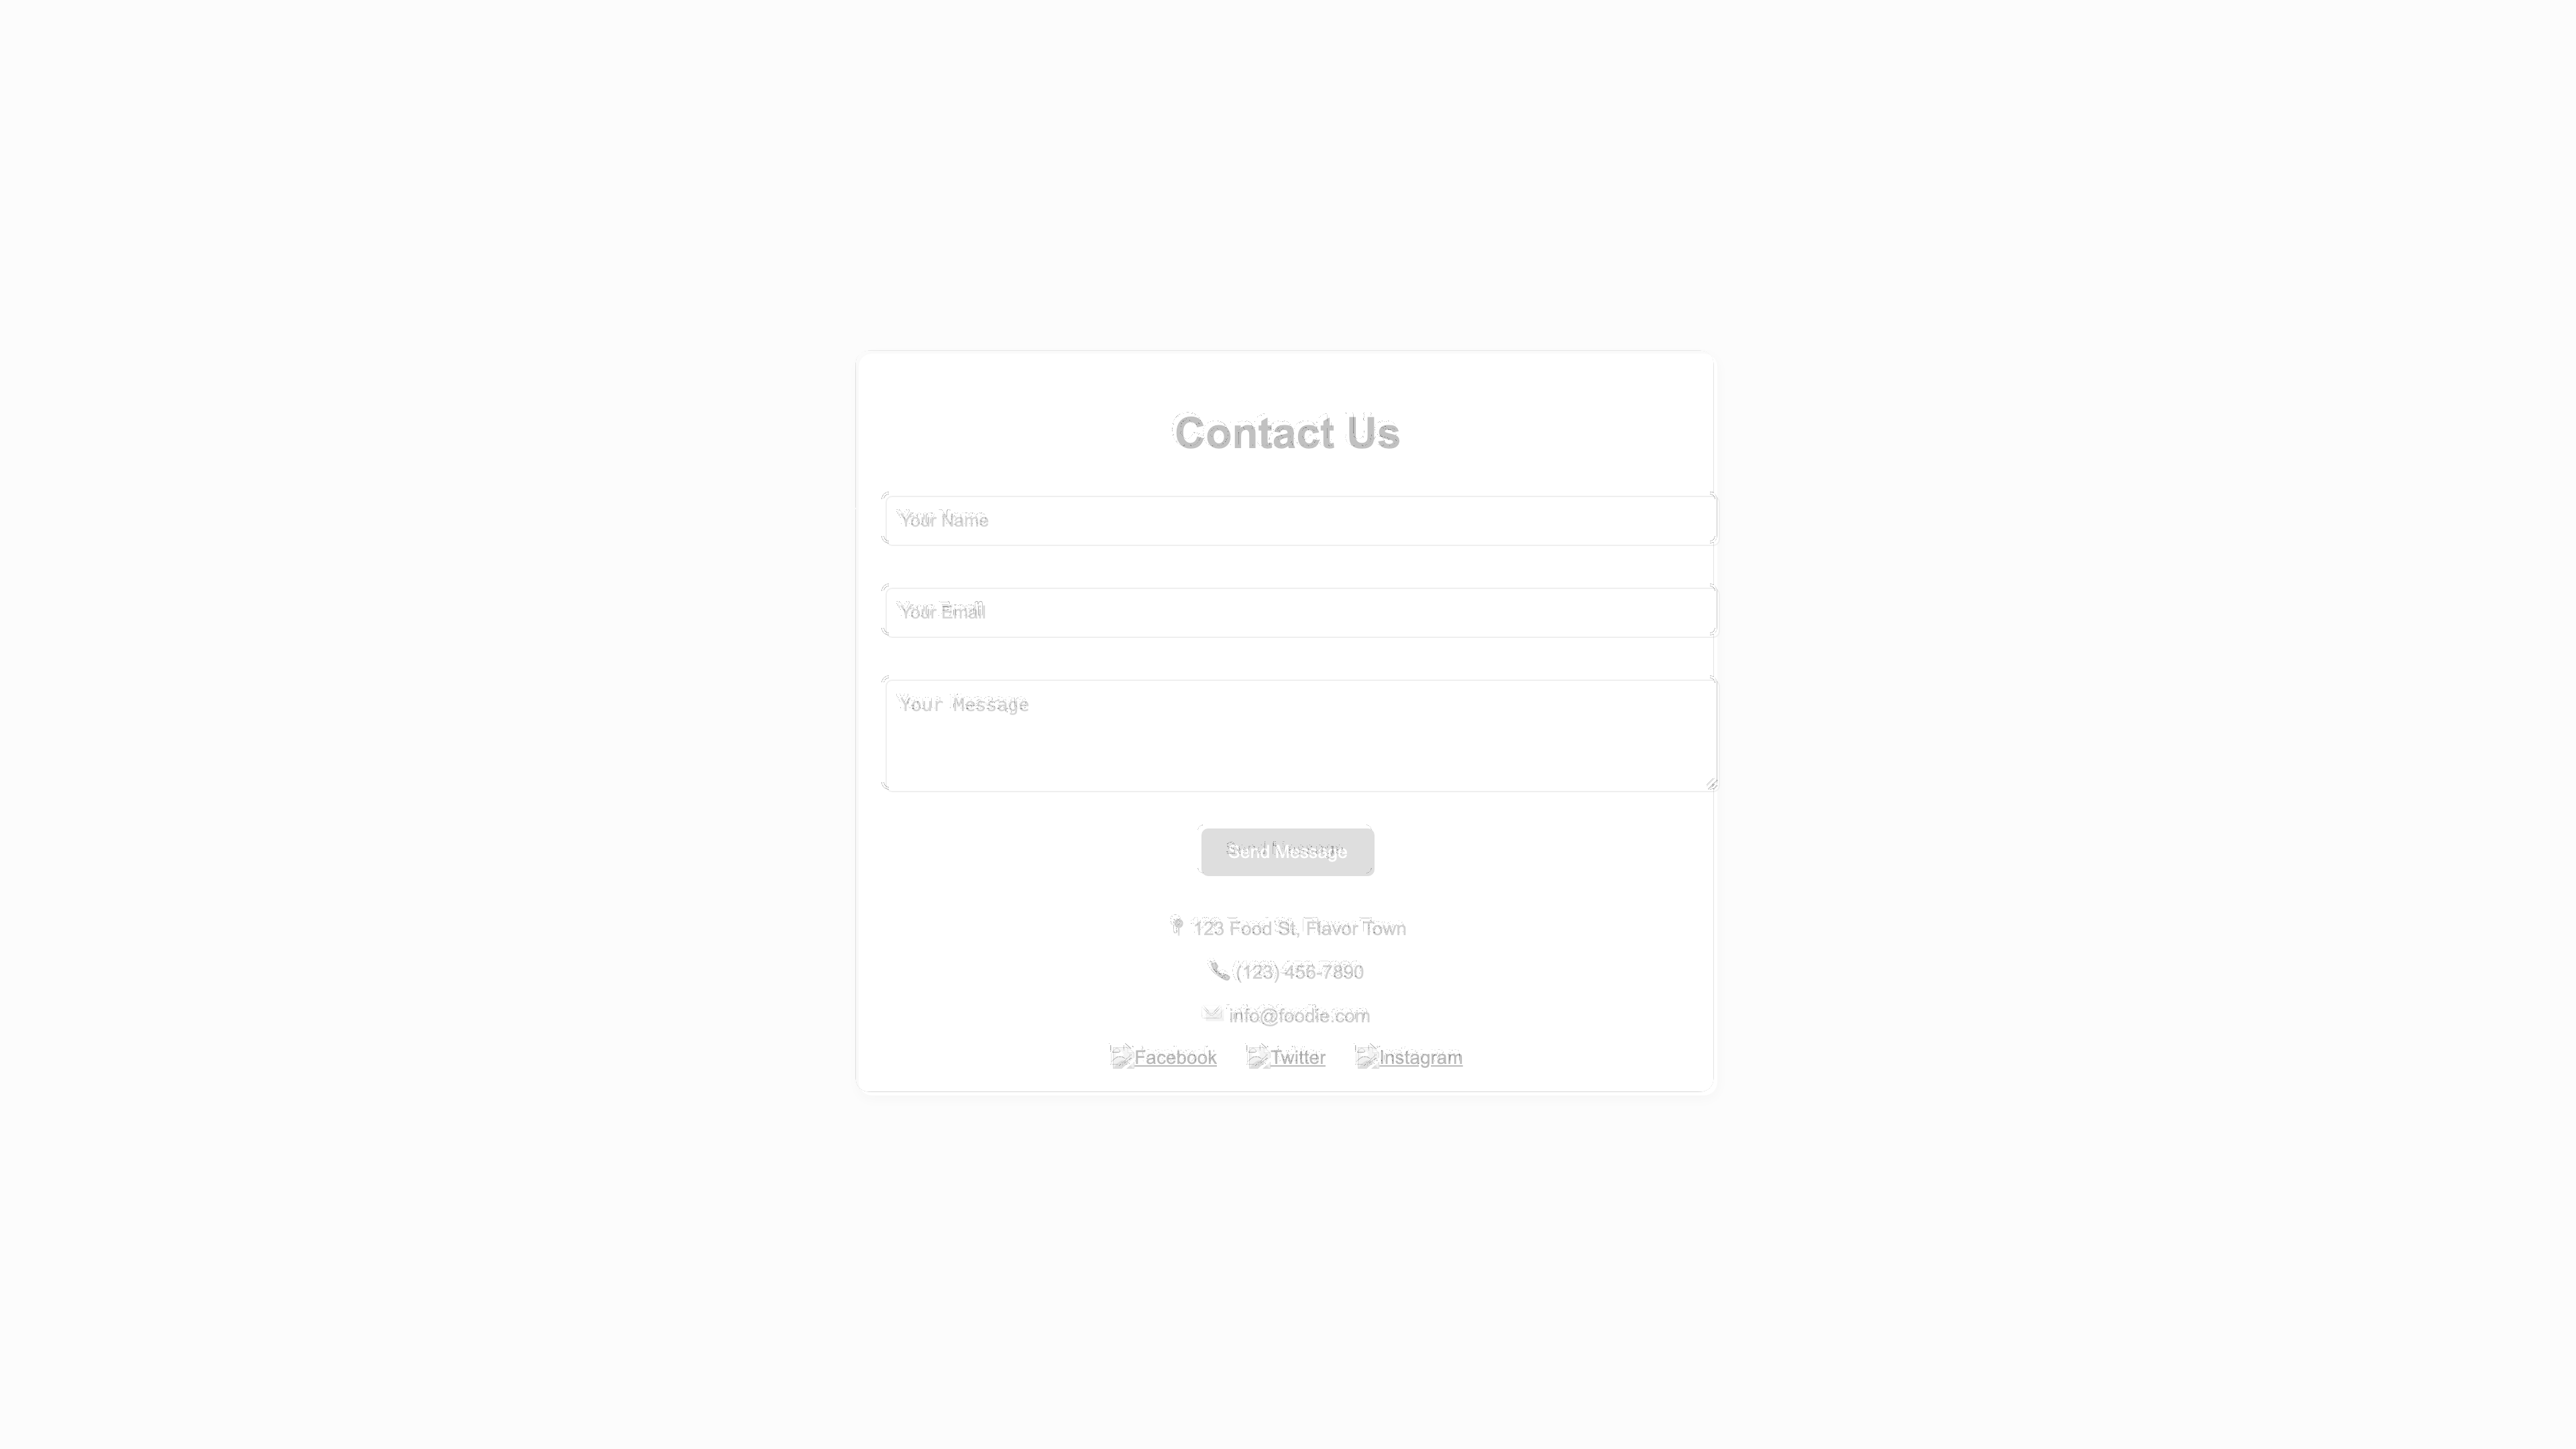 Contact Us
Your Name
Your Email
Your Message
Send Message
123 Food St, Flavor Town
(123) 456-7890
info@foodie.com
Facebook Twitter Instagram